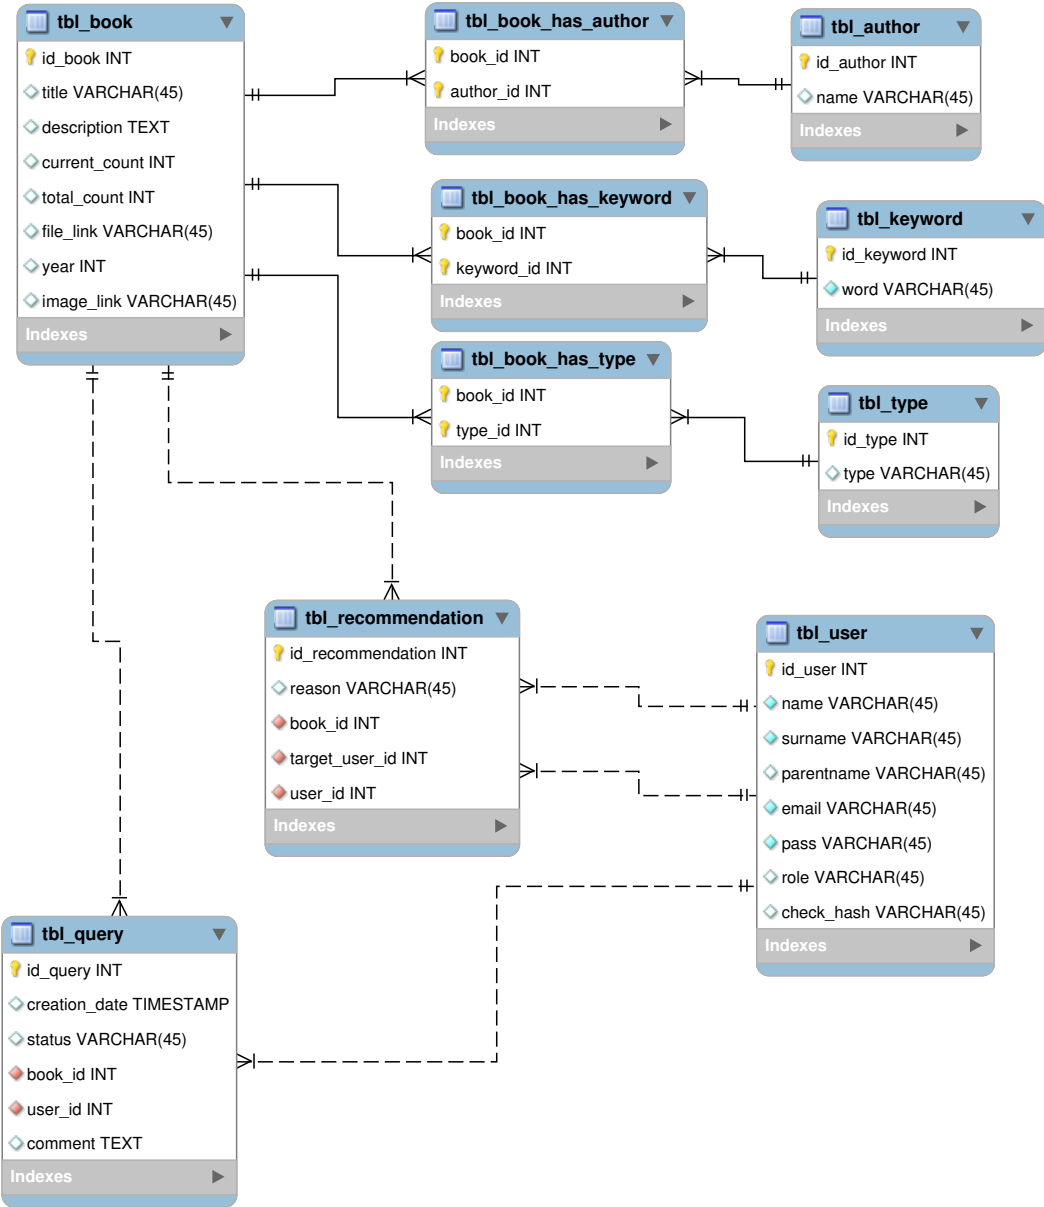 tbl_book
id_book INT
title VARCHAR(45)
description TEXT
current_count INT
total_count INT
file_link VARCHAR(45)
year INT
image_link VARCHAR(45)
Indexes
tbl_book_has_author
book_id INT
author_id INT
Indexes
tbl_author
id_author INT
name VARCHAR(45)
Indexes
tbl_book_has_keyword
book_id INT
keyword_id INT
Indexes
tbl_keyword
id_keyword INT
word VARCHAR(45)
Indexes
tbl_book_has_type
book_id INT
type_id INT
Indexes
tbl_type
id_type INT
type VARCHAR(45)
Indexes
tbl_recommendation
id_recommendation INT
reason VARCHAR(45)
book_id INT
target_user_id INT
user_id INT
Indexes
tbl_user
id_user INT
name VARCHAR(45)
surname VARCHAR(45)
parentname VARCHAR(45)
email VARCHAR(45)
pass VARCHAR(45)
role VARCHAR(45)
check_hash VARCHAR(45)
Indexes
tbl_query
id_query INT
creation_date TIMESTAMP
status VARCHAR(45)
book_id INT
user_id INT
comment TEXT
Indexes